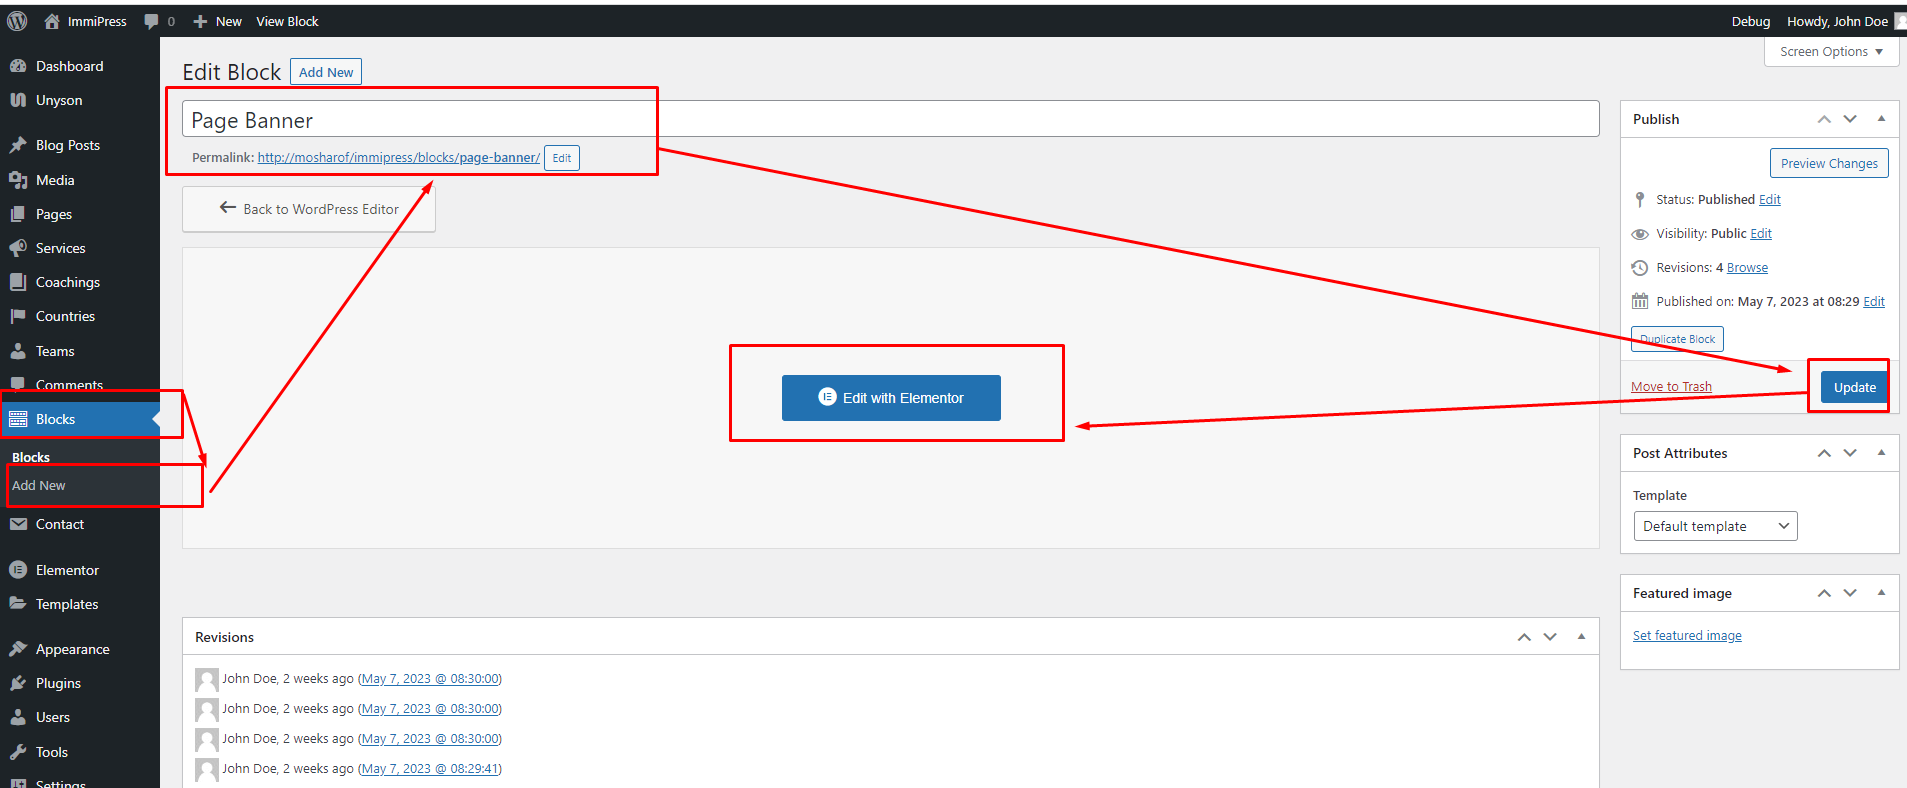 ImmiPress 0 New View Block Debug Howdy, John Doe
Screen Options
Dashboard
Unyson
Blog Posts
Media
Pages
Services
Coachings
Countries
Teams
Comments
Blocks
Blocks
Add New
Contact
Elementor
Templates
Appearance
Plugins
Users
Tools
Settings
Edit Block Add New
Page Banner
Permalink: http://mosharof/immipress/blocks/page-banner/ Edit
Back to WordPress Editor
Edit with Elementor
Revisions
John Doe, 2 weeks ago (May 7, 2023 @ 08:30:00)
John Doe, 2 weeks ago (May 7, 2023 @ 08:30:00)
John Doe, 2 weeks ago (May 7, 2023 @ 08:30:00)
John Doe, 2 weeks ago (May 7, 2023 @ 08:29:41)
Publish
Preview Changes
Status: Published Edit
Visibility: Public Edit
Revisions: 4 Browse
Published on: May 7, 2023 at 08:29 Edit
Duplicate Block
Move to Trash Update
Post Attributes
Template
Default template
Featured image
Set featured image